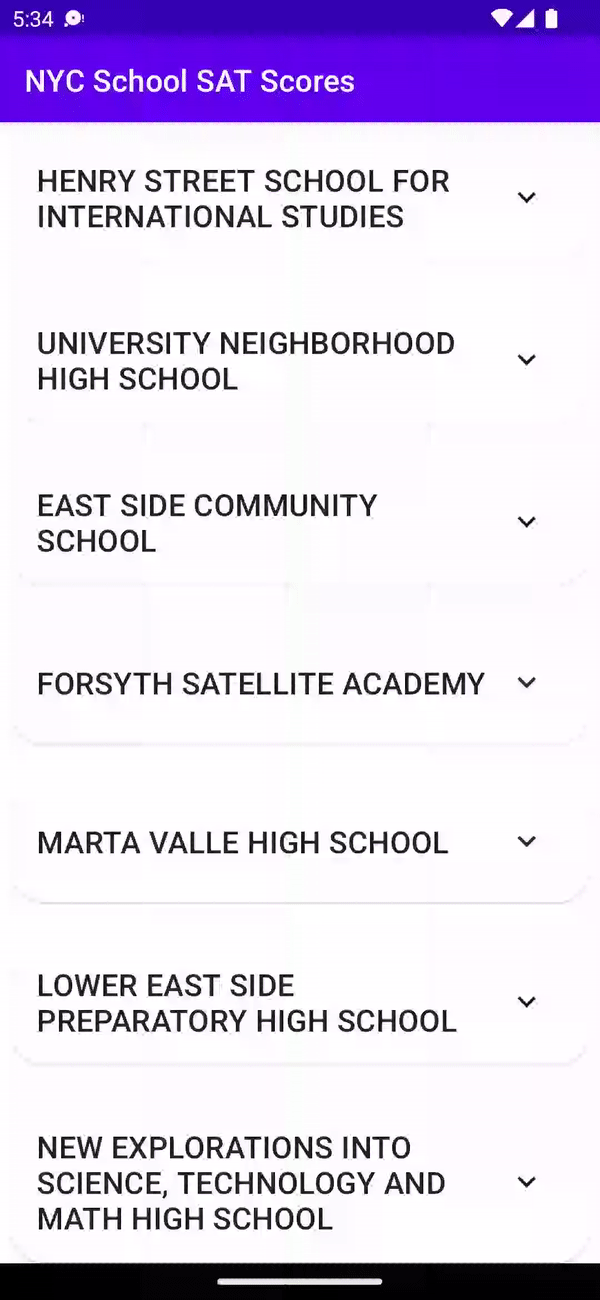 5:34
NYC School SAT Scores
HENRY STREET SCHOOL FOR
INTERNATIONAL STUDIES
UNIVERSITY NEIGHBORHOOD
HIGH SCHOOL
EAST SIDE COMMUNITY
SCHOOL
FORSYTH SATELLITE ACADEMY
MARTA VALLE HIGH SCHOOL
LOWER EAST SIDE
PREPARATORY HIGH SCHOOL
NEW EXPLORATIONS INTO
SCIENCE, TECHNOLOGY AND
MATH HIGH SCHOOL